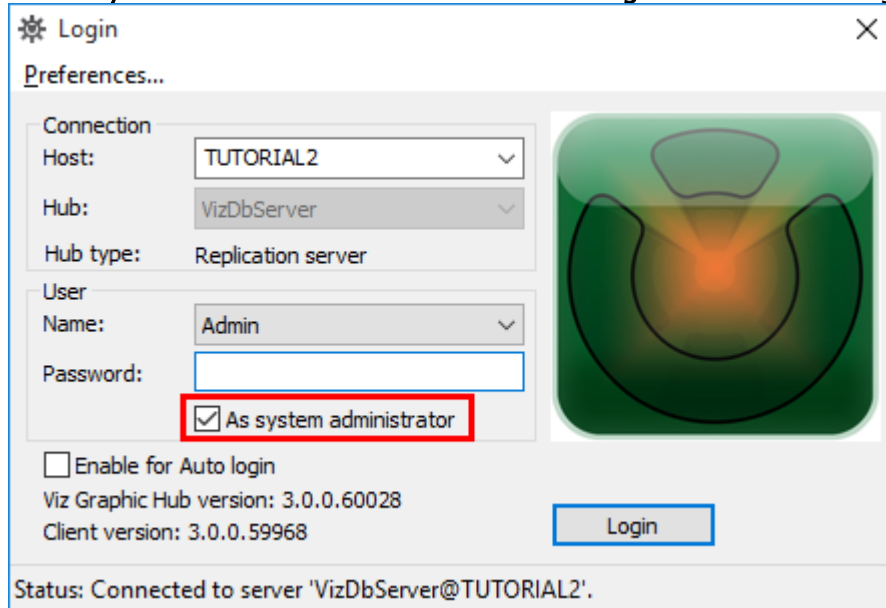 Login
Preferences...
Connection
Host: TUTORIAL2
Hub: VizDbServer
Hub type: Replication server
User
Name: Admin
Password:
As system administrator
Enable for Auto login
Viz Graphic Hub version: 3.0.0.60028
Client version: 3.0.0.59968
Login
Status: Connected to server 'VizDbServer@TUTORIAL2'.